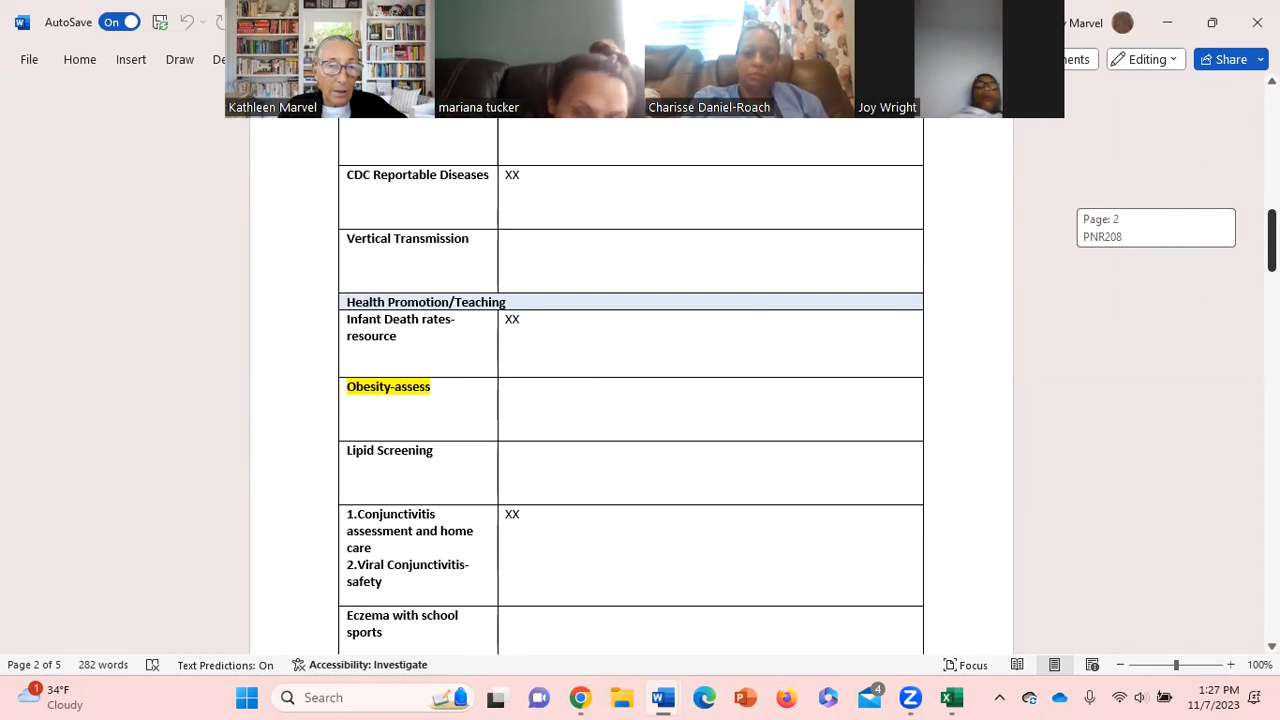 AutoSave
On
y Marvel
File
Home
Insert
Draw
De
ments
Editing
Share
Kathleen Marvel
mariana tucker
Charisse Daniel-Roach
Joy Wright
CDC Reportable Diseases
XX
Vertical Transmission
Page: 2
PNR208
Health Promotion/Teaching
Infant Death rates-
resource
XX
Obesity-assess
Lipid Screening
1.Conjunctivitis
assessment and home
care
2.Viral Conjunctivitis-
safety
XX
Eczema with school
sports
Page 2 of 5
282 words
Text Predictions: On
Accessibility: Investigate
Focus
100%
1
34°F
Cloudy
Search
4
1:27 PM
11/7/2023